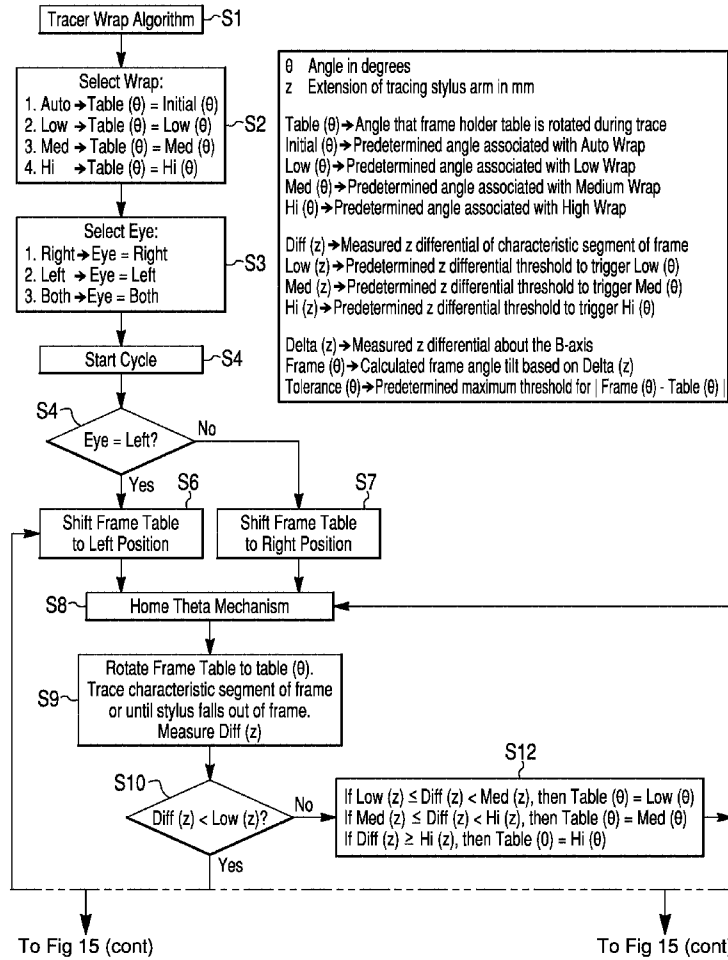 Tracer Wrap Algorithm
S1
Select Wrap:
1. Auto →Table (θ) = Initial (θ)
2. Low →Table (θ) = Low (θ)
3. Med →Table (θ) = Med (θ)
4. Hi →Table (θ) = Hi (θ)
S2
Select Eye:
1. Right→Eye = Right
2. Left → Eye = Left
3. Both →Eye = Both
S3
Start Cycle
S4
θ Angle in degrees
z Extension of tracing stylus arm in mm
Table (θ)→Angle that frame holder table is rotated during trace
Initial (θ)→Predetermined angle associated with Auto Wrap
Low (θ)→Predetermined angle associated with Low Wrap
Med (θ)→Predetermined angle associated with Medium Wrap
Hi (θ)→Predetermined angle associated with High Wrap
Diff (z)→Measured z differential of characteristic segment of frame
Low (z)→Predetermined z differential threshold to trigger Low (θ)
Med (z)→Predetermined z differential threshold to trigger Med (θ)
Hi (z)→Predetermined z differential threshold to trigger Hi (θ)
Delta (z)→Measured z differential about the B-axis
Frame (θ)→Calculated frame angle tilt based on Delta (z)
Tolerance (θ)→Predetermined maximum threshold for | Frame (θ) - Table (θ) |
S4
Eye = Left?
No
Yes
S6
S7
Shift Frame Table
to Left Position
Shift Frame Table
to Right Position
S8
Home Theta Mechanism
S9
Rotate Frame Table to table (θ).
Trace characteristic segment of frame
or until stylus falls out of frame.
Measure Diff (z)
S10
Diff (z) < Low (z)?
No
Yes
S12
If Low (z) ≤ Diff (z) < Med (z), then Table (θ) = Low (θ)
If Med (z) ≤ Diff (z) < Hi (z), then Table (θ) = Med (θ)
If Diff (z) ≥ Hi (z), then Table (0) = Hi (θ)
To Fig 15 (cont)
To Fig 15 (cont